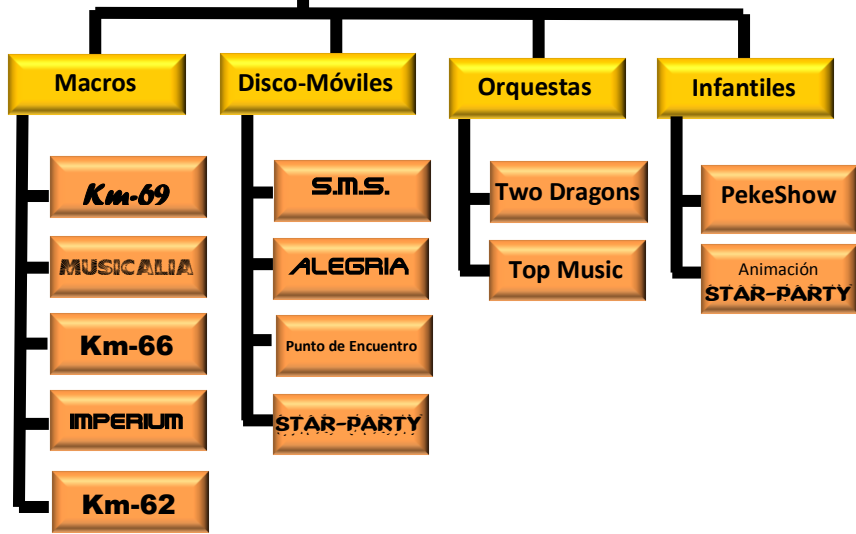 Macros
Km-69
MUSICALIA
Km-66
IMPERIUM
Km-62
Disco-Móviles
S.M.S.
ALEGRIA
Punto de Encuentro
STAR-PARTY
Orquestas
Two Dragons
Top Music
Infantiles
PekeShow
Animación
STAR-PARTY